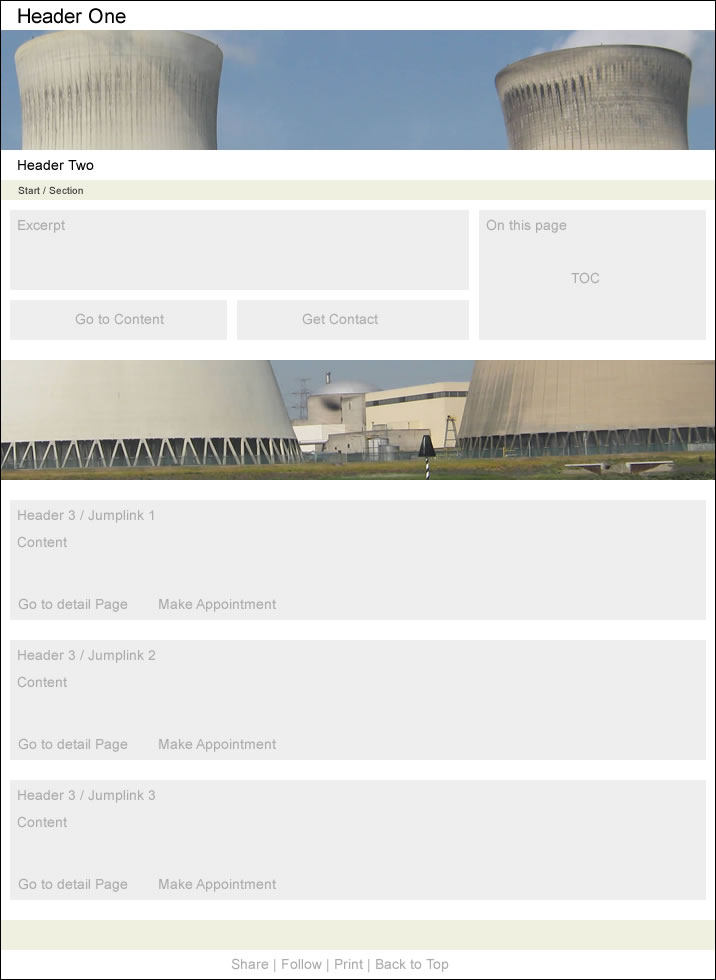 Header One
Header Two
Start / Section
Excerpt
On this page
TOC
Go to Content
Get Contact
Header 3 / Jumplink 1
Content
Go to detail Page
Make Appointment
Header 3 / Jumplink 2
Content
Go to detail Page
Make Appointment
Header 3 / Jumplink 3
Content
Go to detail Page
Make Appointment
Share | Follow | Print | Back to Top